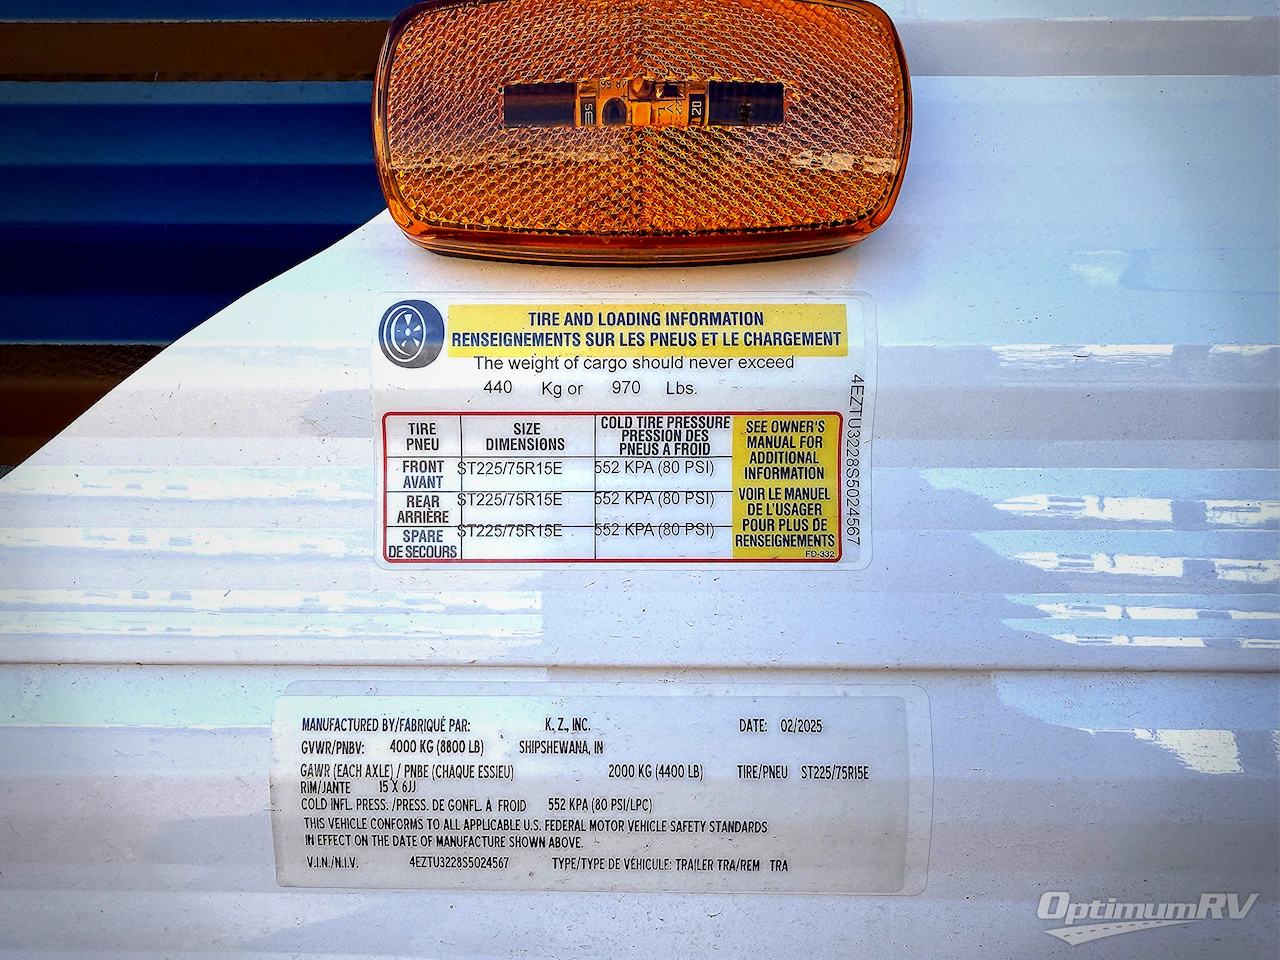 TIRE AND LOADING INFORMATION
RENSEIGNEMENTS SUR LES PNEUS ET LE CHARGEMENT
The weight of cargo should never exceed
440 Kg or 970 Lbs.
TIRE PNEU SIZE DIMENSIONS COLD TIRE PRESSURE PRESSION DES PNEUS A FROID
FRONT AVANT ST225/75R15E 552 KPA (80 PSI)
REAR ARRIÈRE ST225/75R15E 552 KPA (80 PSI)
SPARE DE SECOURS ST225/75R15E 552 KPA (80 PSI)
SEE OWNER'S
MANUAL FOR
ADDITIONAL
INFORMATION
VOIR LE MANUEL
DE L'USAGER
POUR PLUS DE
RENSEIGNEMENTS
FD-332
4EZTU3228S5024567
MANUFACTURED BY/FABRIQUÉ PAR: K. Z., INC. DATE: 02/2025
GVWR/PNBV: 4000 KG (8800 LB) SHIPSHEWANA, IN
GAWR (EACH AXLE) / PNBE (CHAQUE ESSIEU) 2000 KG (4400 LB) TIRE/PNEU ST225/75R15E
RIM/JANTE 15 X 6JJ
COLD INFL. PRESS. /PRESS. DE GONFL. À FROID 552 KPA (80 PSI/LPC)
THIS VEHICLE CONFORMS TO ALL APPLICABLE U.S. FEDERAL MOTOR VEHICLE SAFETY STANDARDS
IN EFFECT ON THE DATE OF MANUFACTURE SHOWN ABOVE.
V.I.N./N.I.V. 4EZTU3228S5024567 TYPE/TYPE DE VÉHICULE: TRAILER TRA/REM TRA
OptimumRV